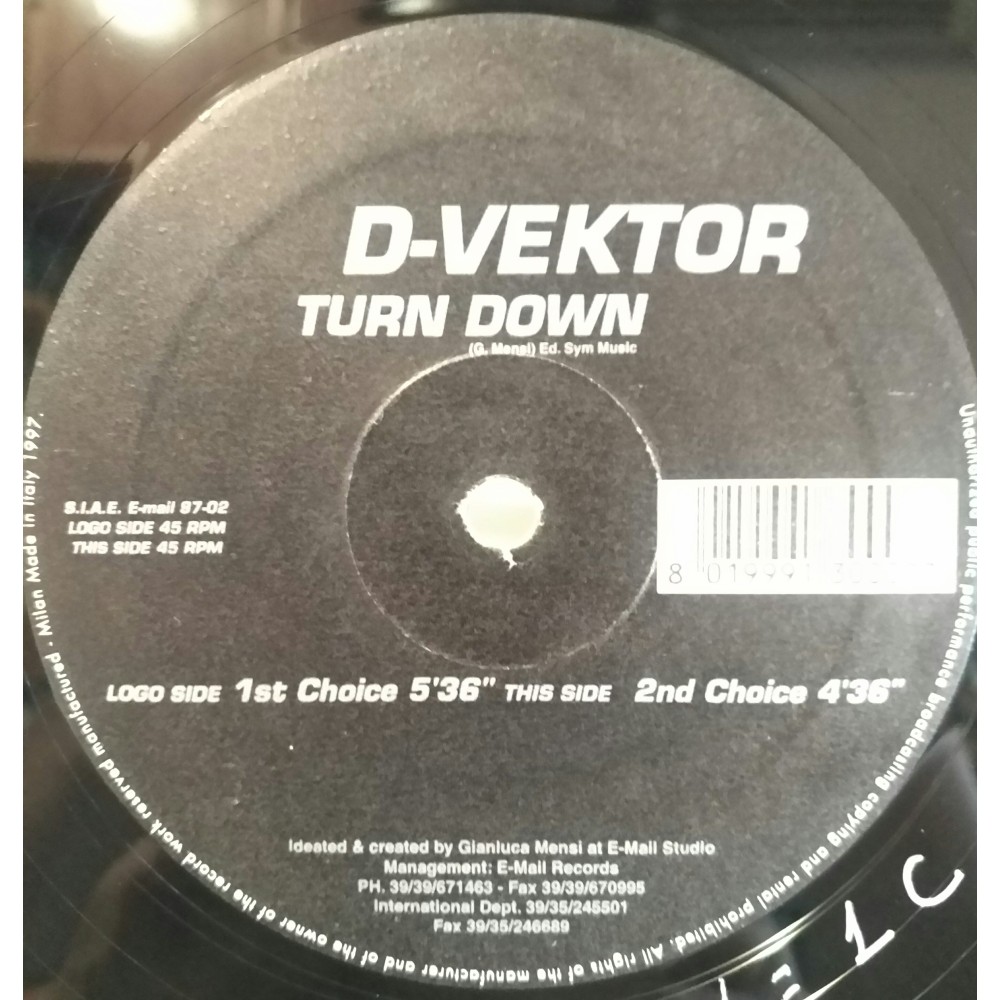 D-VEKTOR
TURN DOWN
(G. Mensi) Ed. Sym Music
S.I.A.E. E-mail 97-02
LOGO SIDE 45 RPM
THIS SIDE 45 RPM
8 019991
LOGO SIDE 1st Choice 5'36" THIS SIDE 2nd Choice 4'36"
Ideated & created by Gianluca Mensi at E-Mail Studio
Management: E-Mail Records
PH. 39/39/671463 - Fax 39/39/670995
International Dept. 39/35/245501
Fax 39/35/246689
Unauthorized public performance broadcasting copying and rental prohibited. All rights of the manufacturer and of the owner of the record work reserved manufactured - Milan Made in Italy 1997.
1 C